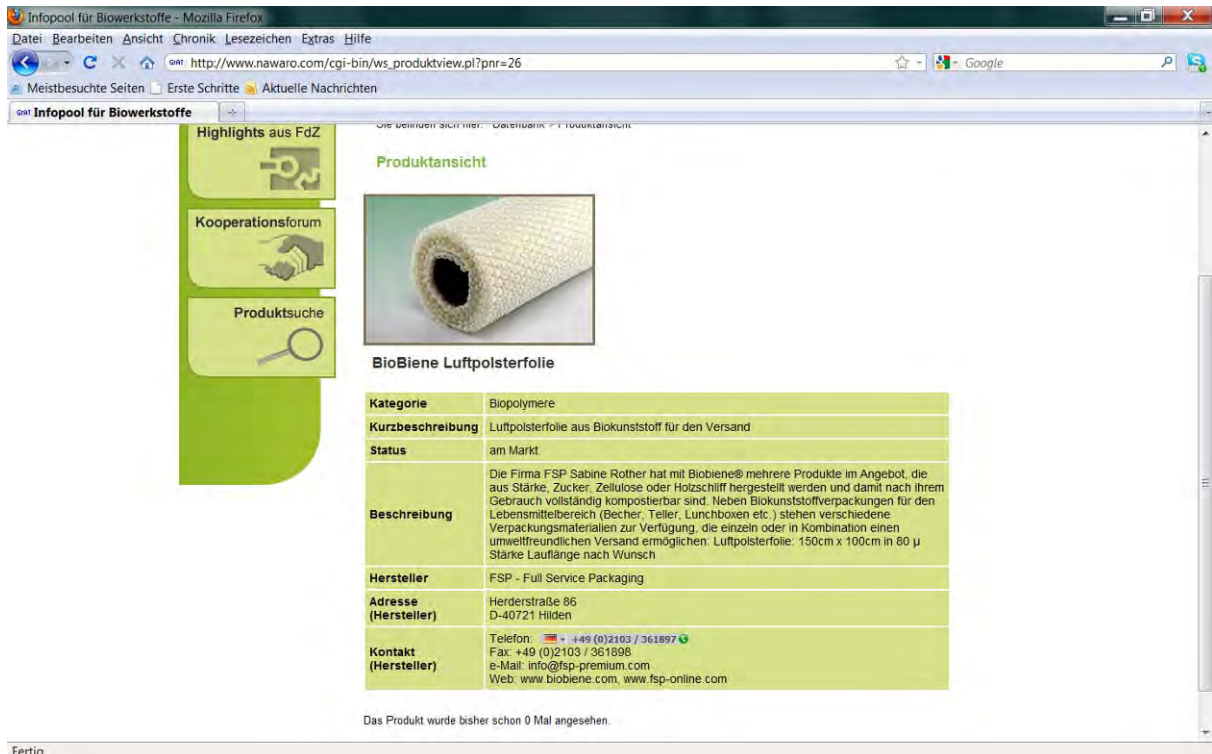 Infopool für Biowerkstoffe - Mozilla Firefox
Datei Bearbeiten Ansicht Chronik Lesezeichen Extras Hilfe
http://www.nawaro.com/cgi-bin/ws_produktview.pl?pnr=26
Google
Meistbesuchte Seiten Erste Schritte Aktuelle Nachrichten
Infopool für Biowerkstoffe
Sie befinden sich hier: Datenbank > Produktansicht
Highlights aus FdZ
Kooperationsforum
Produktsuche
Produktansicht
BioBiene Luftpolsterfolie
Kategorie Biopolymere
Kurzbeschreibung Luftpolsterfolie aus Biokunststoff für den Versand
Status am Markt
Beschreibung
Die Firma FSP Sabine Rother hat mit Biobiene® mehrere Produkte im Angebot, die
aus Stärke, Zucker, Zellulose oder Holzschliff hergestellt werden und damit nach ihrem
Gebrauch vollständig kompostierbar sind. Neben Biokunststoffverpackungen für den
Lebensmittelbereich (Becher, Teller, Lunchboxen etc.) stehen verschiedene
Verpackungsmaterialien zur Verfügung, die einzeln oder in Kombination einen
umweltfreundlichen Versand ermöglichen: Luftpolsterfolie: 150cm x 100cm in 80 µ
Stärke Lauflänge nach Wunsch
Hersteller FSP - Full Service Packaging
Adresse
(Hersteller)
Herderstraße 86
D-40721 Hilden
Kontakt
(Hersteller)
Telefon: +49 (0)2103 / 361897
Fax: +49 (0)2103 / 361898
e-Mail: info@fsp-premium.com
Web: www.biobiene.com, www.fsp-online.com
Das Produkt wurde bisher schon 0 Mal angesehen.
Fertig